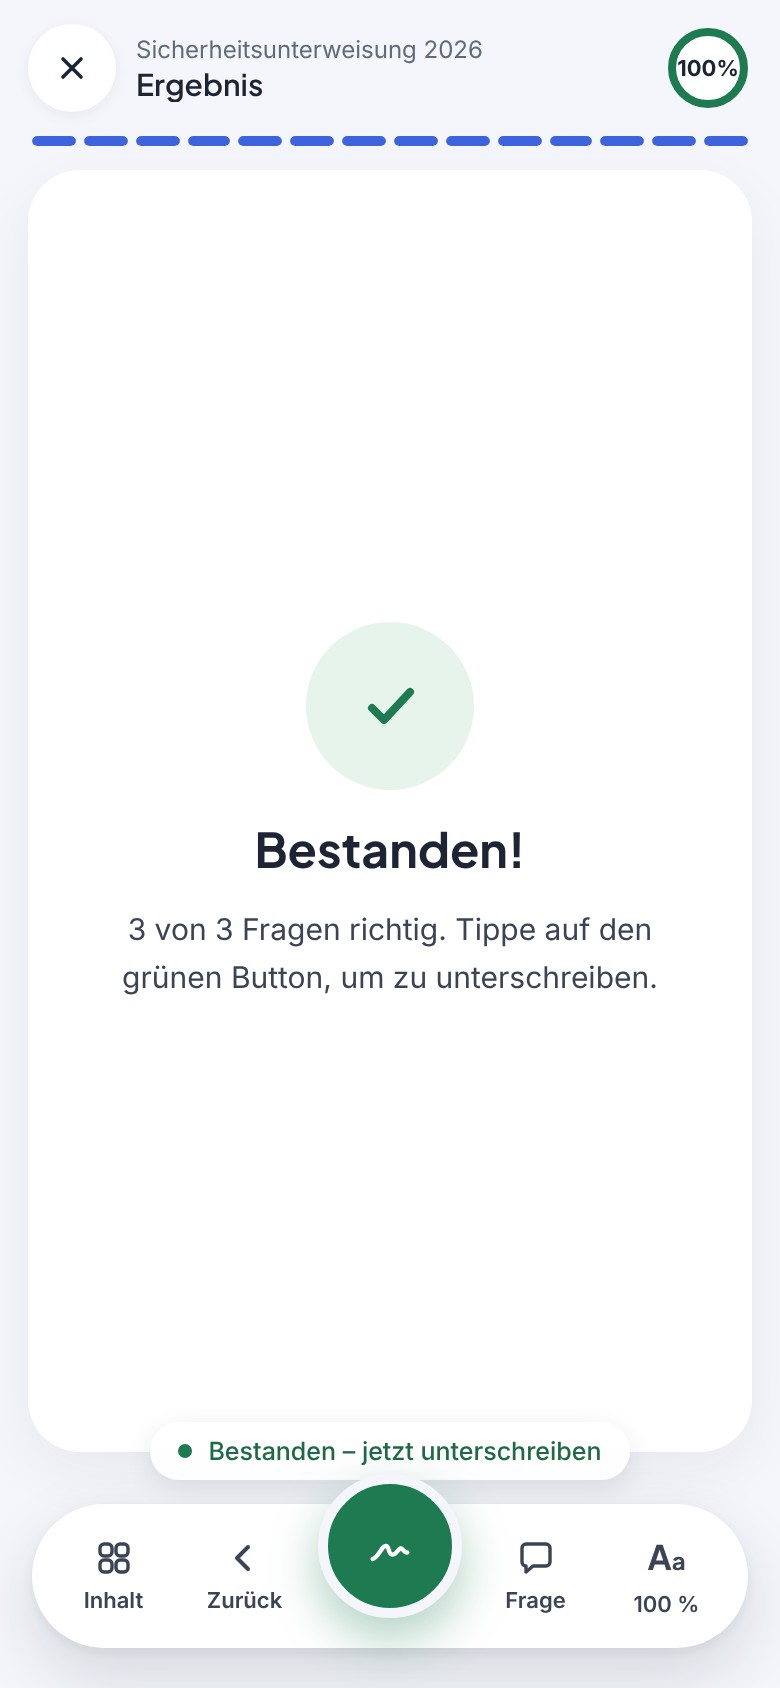 Sicherheitsunterweisung 2026
Ergebnis
100%
Bestanden!
3 von 3 Fragen richtig. Tippe auf den
grünen Button, um zu unterschreiben.
Bestanden – jetzt unterschreiben
Inhalt
Zurück
Frage
Aa
100 %